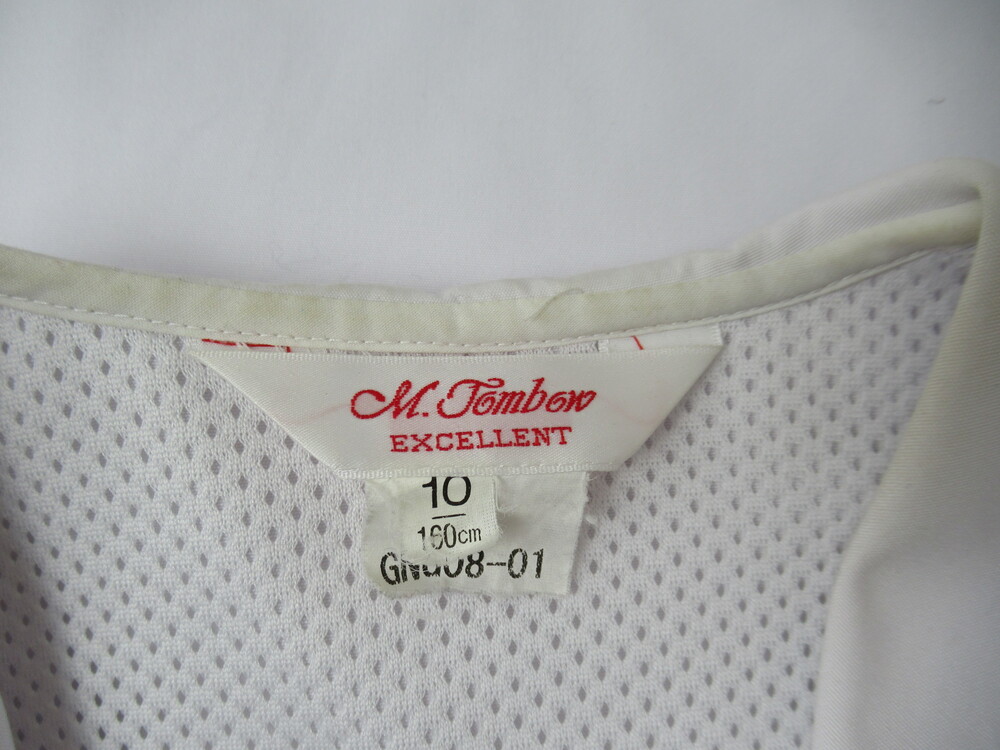 M. Tombow
EXCELLENT
10
160cm